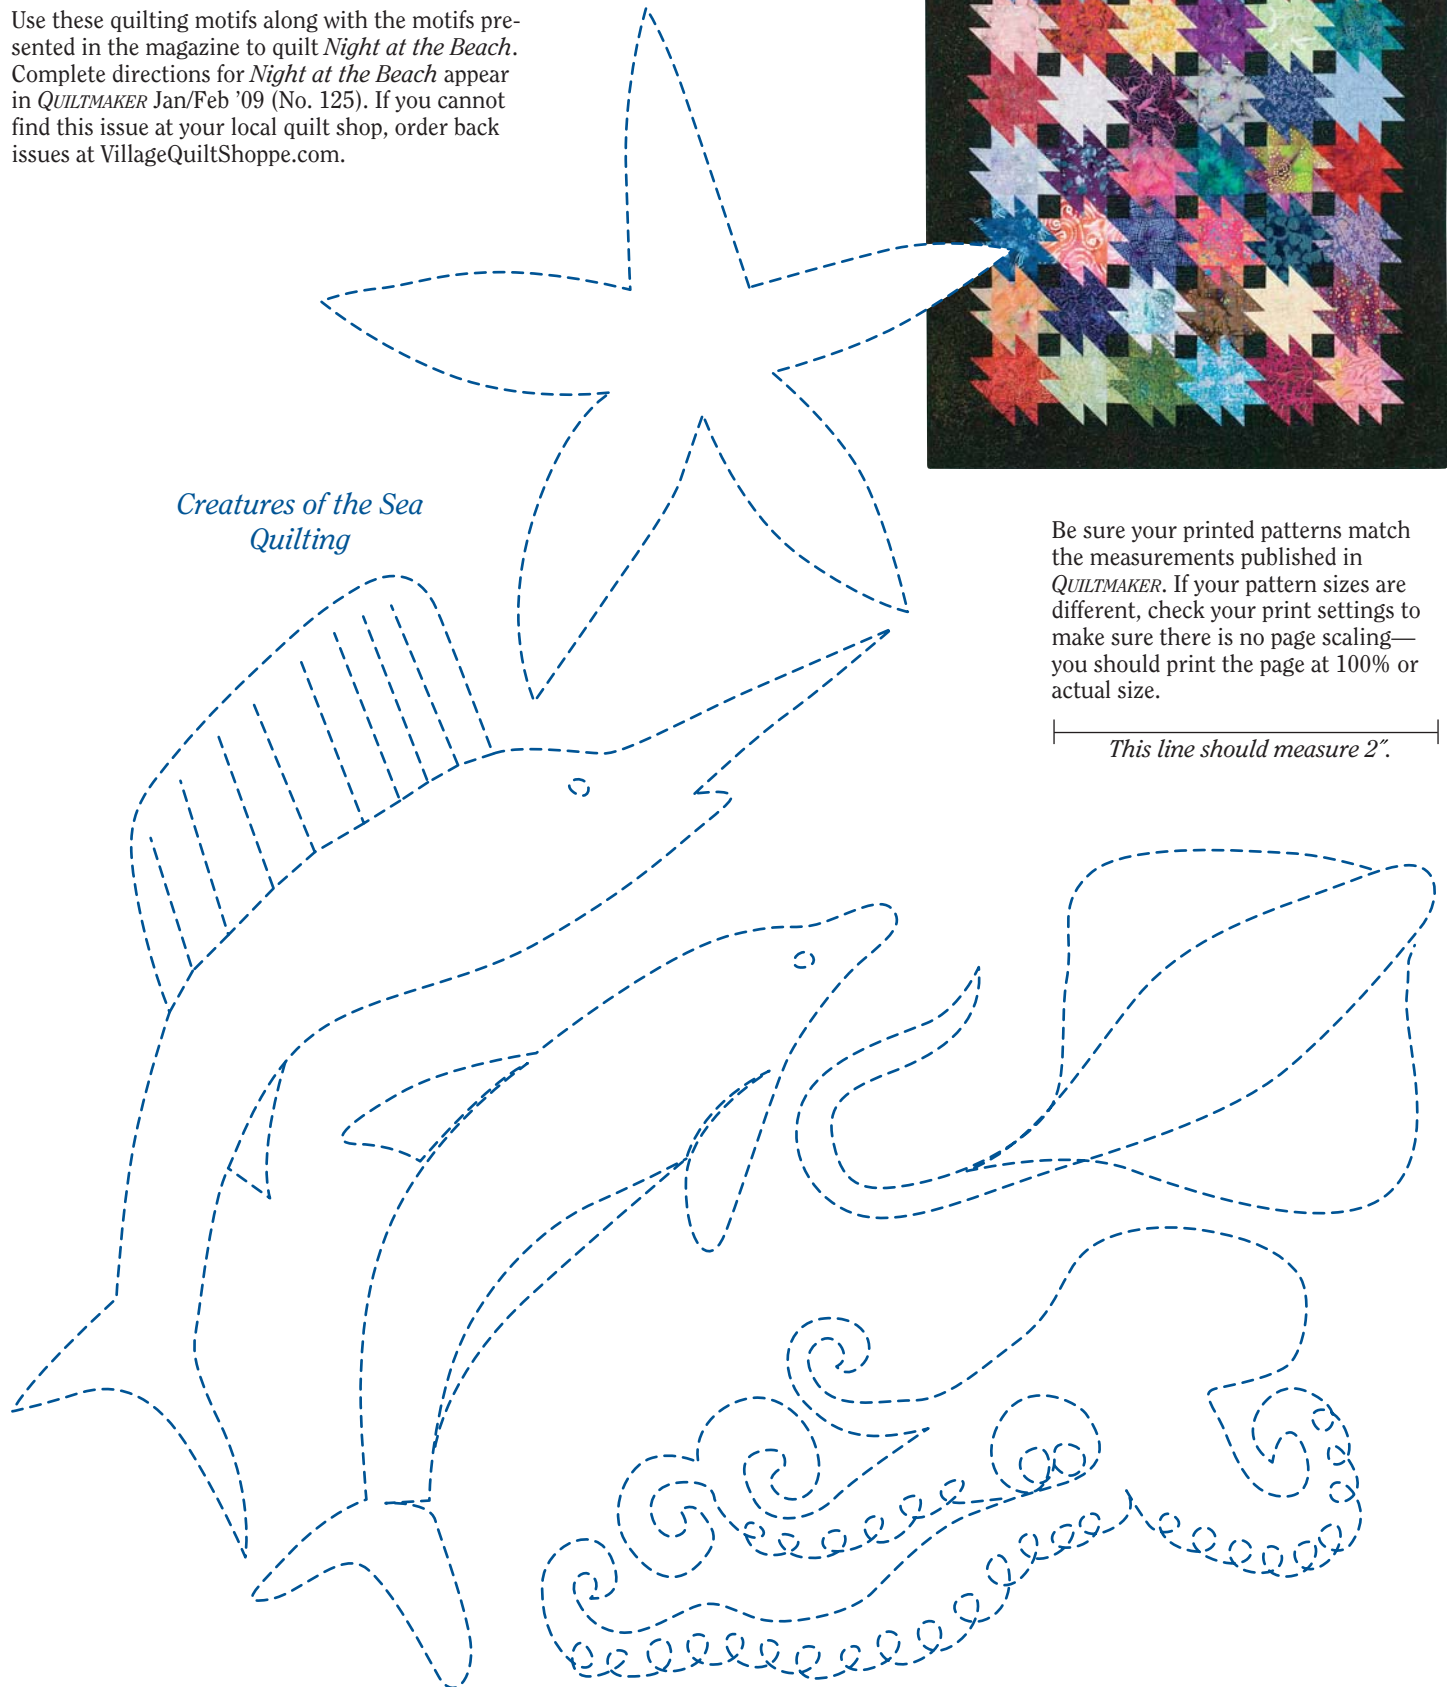 Use these quilting motifs along with the motifs pre-
sented in the magazine to quilt Night at the Beach.
Complete directions for Night at the Beach appear
in QUILTMAKER Jan/Feb ’09 (No. 125). If you cannot
find this issue at your local quilt shop, order back
issues at VillageQuiltShoppe.com.
Creatures of the Sea
Quilting
Be sure your printed patterns match
the measurements published in
QUILTMAKER. If your pattern sizes are
different, check your print settings to
make sure there is no page scaling—
you should print the page at 100% or
actual size.
This line should measure 2˝.